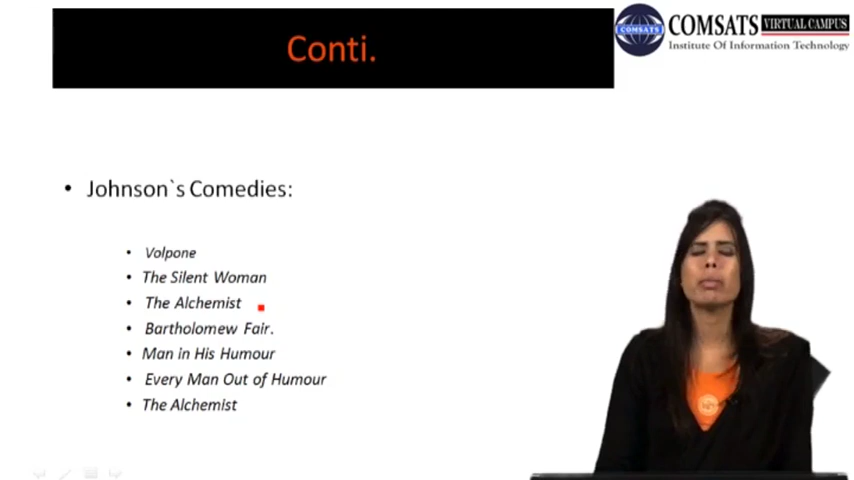 Conti.
COMSATS
COMSATS VIRTUAL CAMPUS
Institute Of Information Technology
• Johnson`s Comedies:
• Volpone
• The Silent Woman
• The Alchemist
• Bartholomew Fair.
• Man in His Humour
• Every Man Out of Humour
• The Alchemist